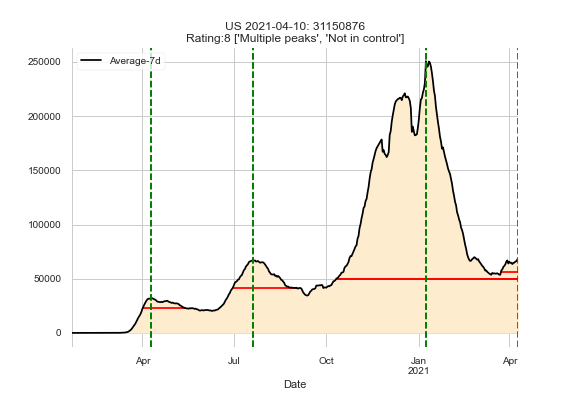 US 2021-04-10: 31150876
Rating:8 ['Multiple peaks', 'Not in control']
Average-7d
250000
200000
150000
100000
50000
0
Apr
Jul
Oct
Jan
2021
Apr
Date